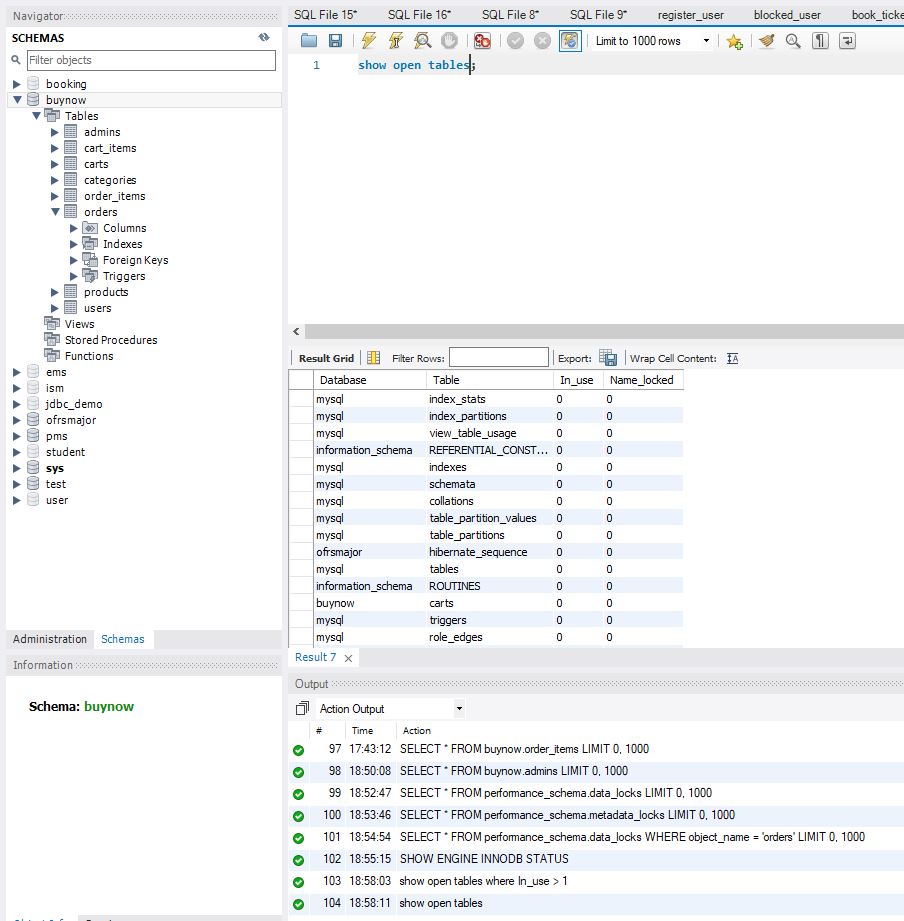 Navigator
SCHEMAS
Filter objects
booking
buynow
Tables
admins
cart_items
carts
categories
order_items
orders
Columns
Indexes
Foreign Keys
Triggers
products
users
Views
Stored Procedures
Functions
ems
ism
jdbc_demo
ofrsmajor
pms
student
sys
test
user
Administration Schemas
Information
Schema: buynow
SQL File 15* SQL File 16* SQL File 8* SQL File 9* register_user blocked_user book_ticke
Limit to 1000 rows
1 show open tables;
Result Grid Filter Rows: Export: Wrap Cell Content:
Database Table In_use Name_locked
mysql index_stats 0 0
mysql index_partitions 0 0
mysql view_table_usage 0 0
information_schema REFERENTIAL_CONST... 0 0
mysql indexes 0 0
mysql schemata 0 0
mysql collations 0 0
mysql table_partition_values 0 0
mysql table_partitions 0 0
ofrsmajor hibernate_sequence 0 0
mysql tables 0 0
information_schema ROUTINES 0 0
buynow carts 0 0
mysql triggers 0 0
mysql role_edges 0 0
Result 7
Output
Action Output
# Time Action
97 17:43:12 SELECT * FROM buynow.order_items LIMIT 0, 1000
98 18:50:08 SELECT * FROM buynow.admins LIMIT 0, 1000
99 18:52:47 SELECT * FROM performance_schema.data_locks LIMIT 0, 1000
100 18:53:46 SELECT * FROM performance_schema.metadata_locks LIMIT 0, 1000
101 18:54:54 SELECT * FROM performance_schema.data_locks WHERE object_name = 'orders' LIMIT 0, 1000
102 18:55:15 SHOW ENGINE INNODB STATUS
103 18:58:03 show open tables where In_use > 1
104 18:58:11 show open tables